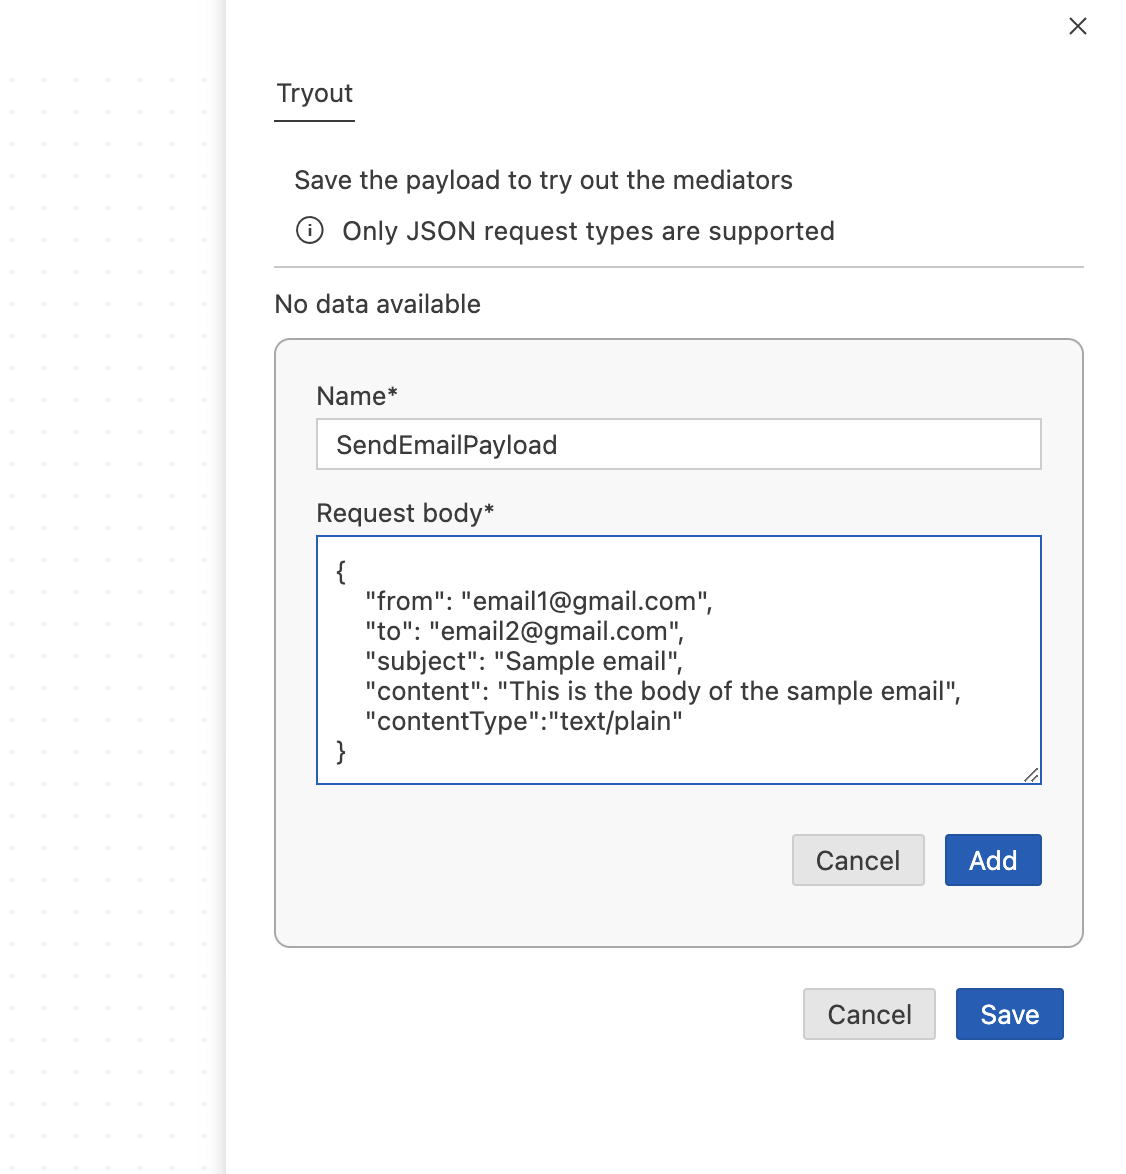 Tryout
Save the payload to try out the mediators
Only JSON request types are supported
No data available
Name*
SendEmailPayload
Request body*
{
    "from": "email1@gmail.com",
    "to": "email2@gmail.com",
    "subject": "Sample email",
    "content": "This is the body of the sample email",
    "contentType":"text/plain"
}
Cancel Add
Cancel Save